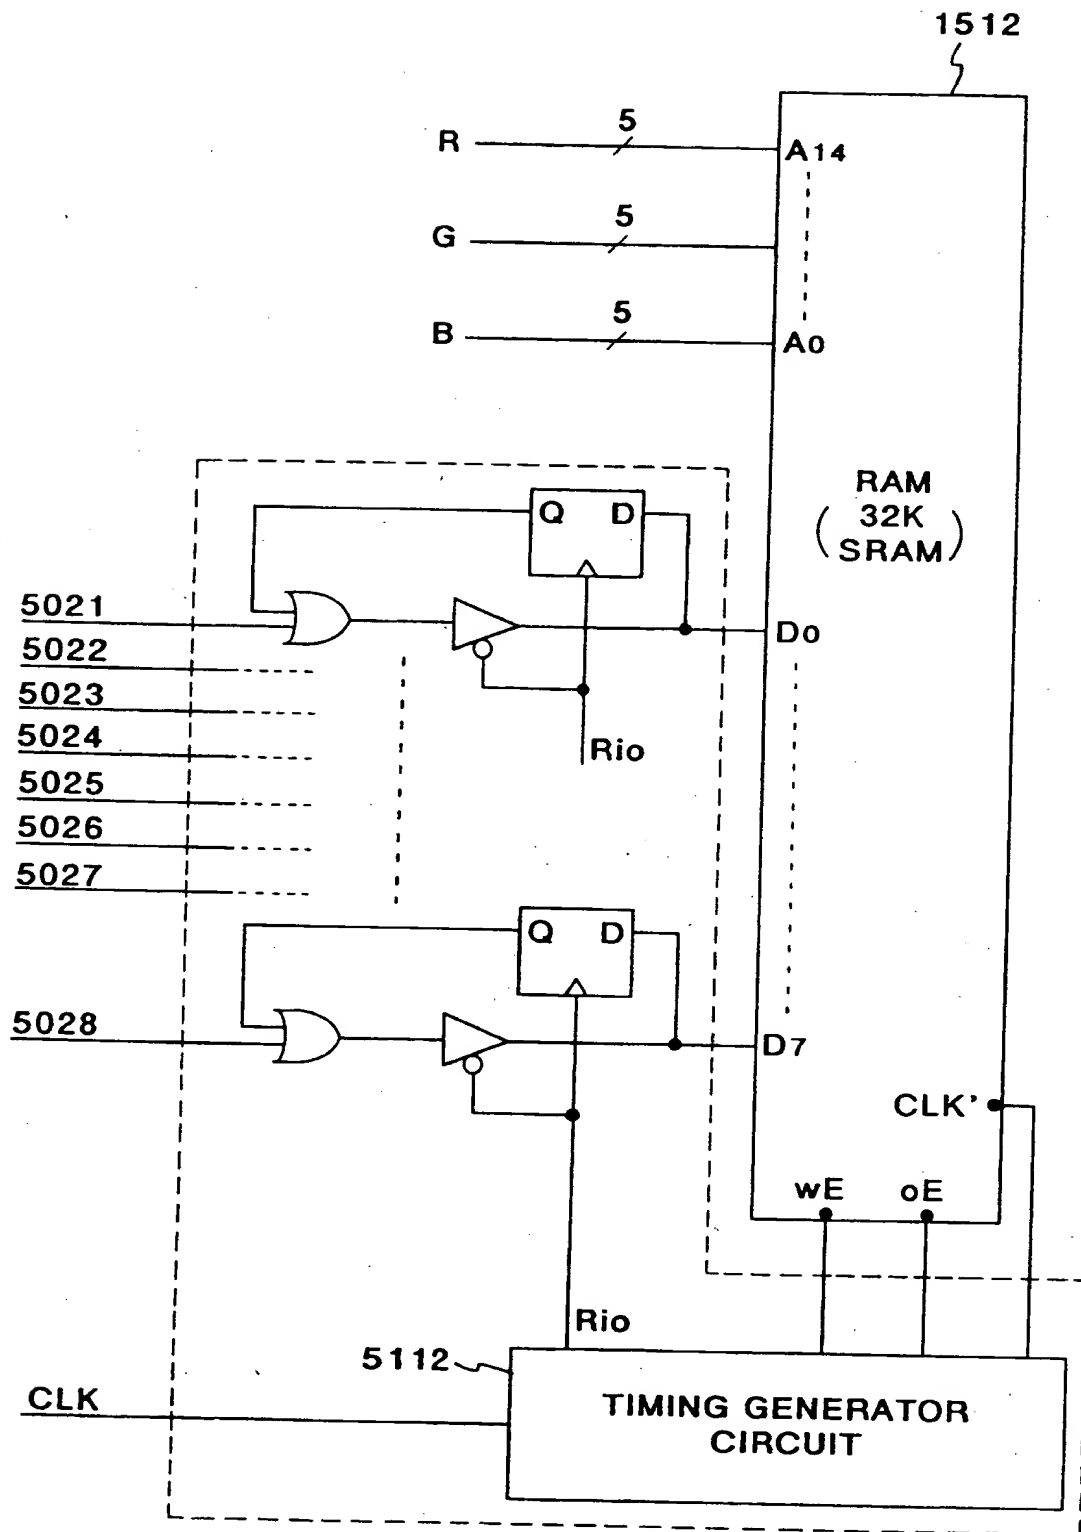 1512
R 5 A14
G 5
B 5 A0
RAM
(32K
SRAM)
Q D
5021
D0
5022
5023
Rio
5024
5025
5026
5027
Q D
5028
D7
CLK'
wE oE
Rio
5112
CLK
TIMING GENERATOR
CIRCUIT